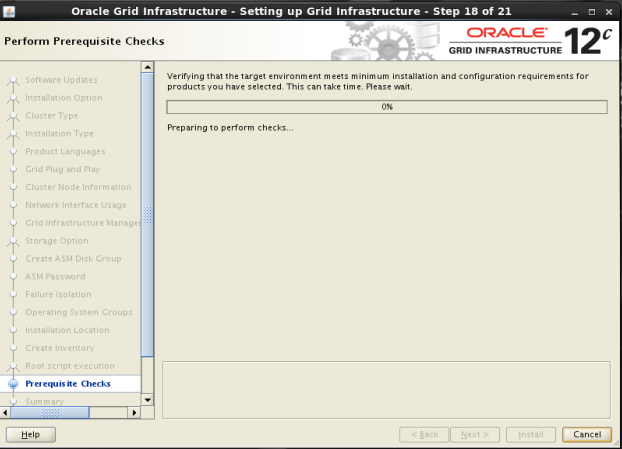 Oracle Grid Infrastructure - Setting up Grid Infrastructure - Step 18 of 21
Perform Prerequisite Checks
ORACLE
GRID INFRASTRUCTURE
12c
Software Updates
Installation Option
Cluster Type
Installation Type
Product Languages
Grid Plug and Play
Cluster Node Information
Network Interface Usage
Grid Infrastructure Manage
Storage Option
Create ASM Disk Group
ASM Password
Failure Isolation
Operating System Groups
Installation Location
Create Inventory
Root script execution
Prerequisite Checks
Summary
Verifying that the target environment meets minimum installation and configuration requirements for
products you have selected. This can take time. Please wait.
0%
Preparing to perform checks...
Help
< Back
Next >
Install
Cancel